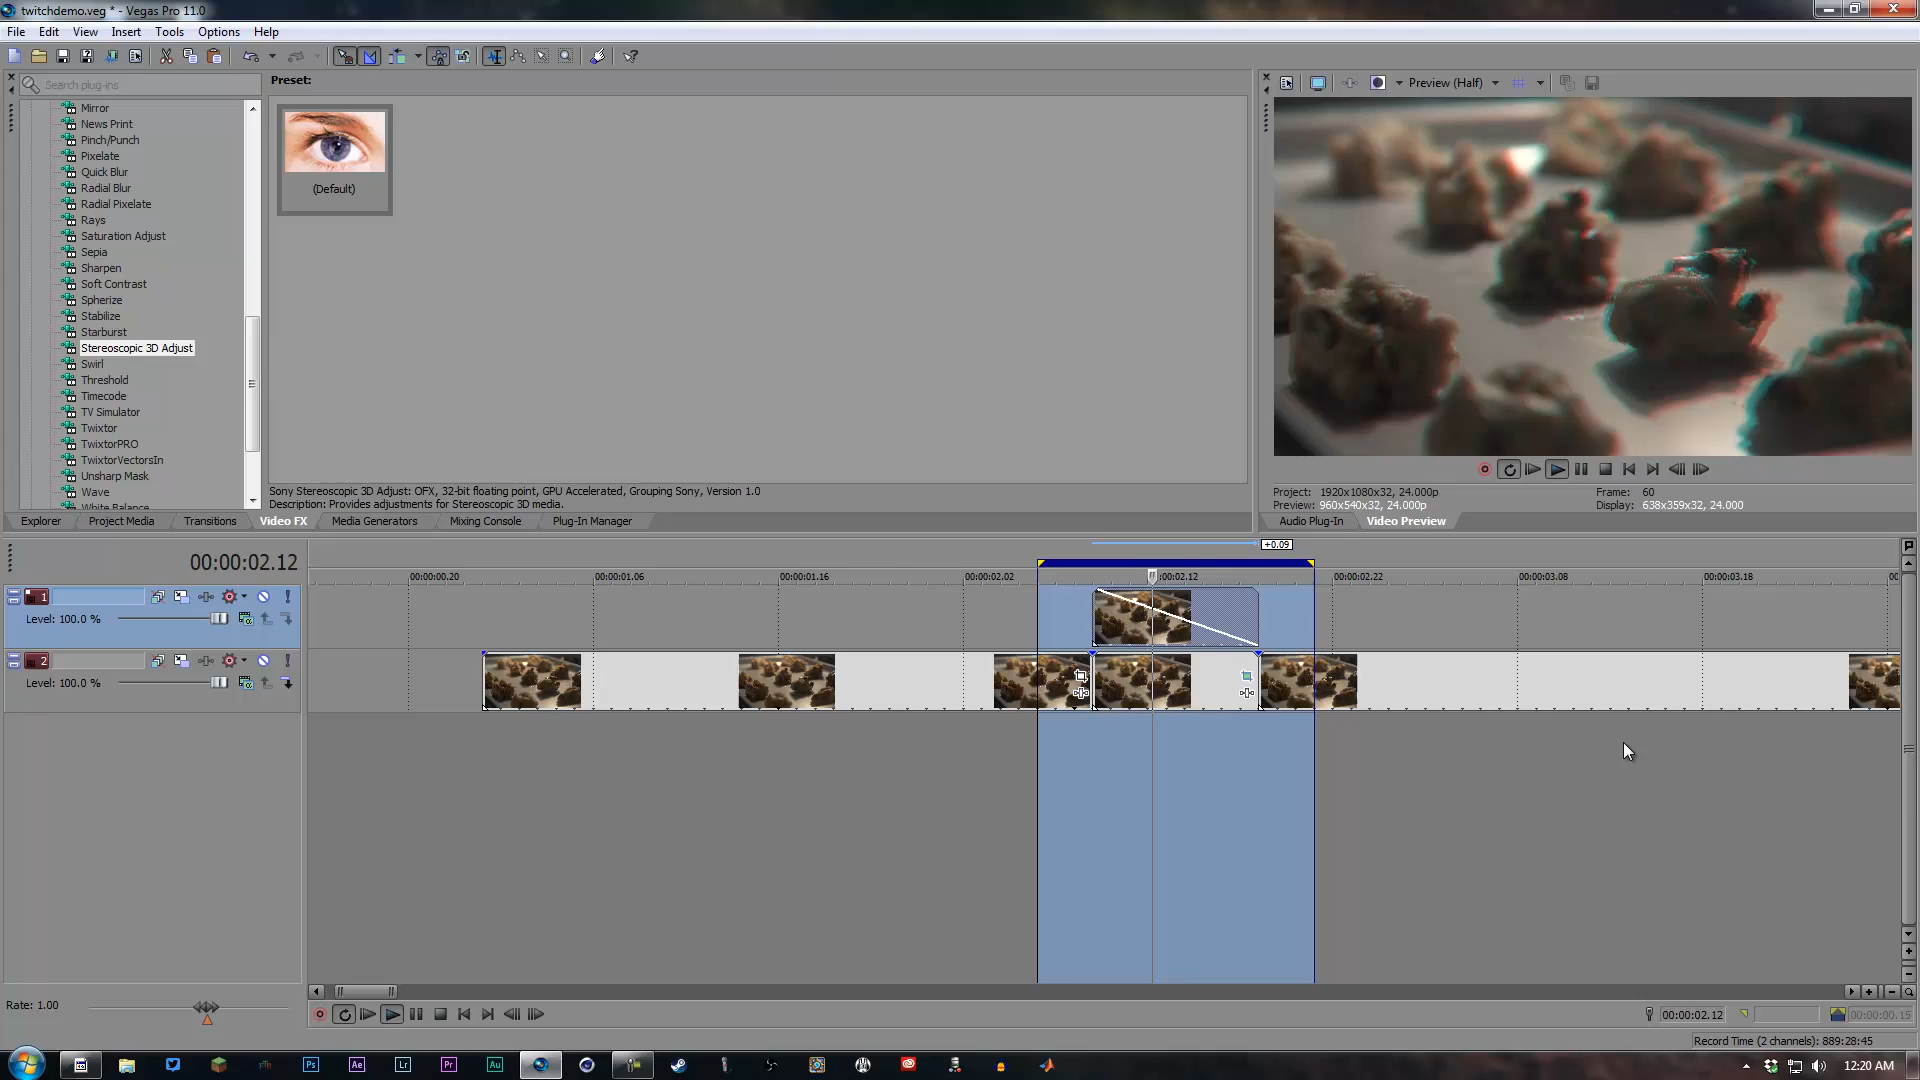 twitchdemo.veg * - Vegas Pro 11.0
File Edit View Insert Tools Options Help
Search plug-ins
Preset:
Preview (Half)
Mirror
News Print
Pinch/Punch
Pixelate
Quick Blur
Radial Blur
Radial Pixelate
Rays
Saturation Adjust
Sepia
Sharpen
Soft Contrast
Spherize
Stabilize
Starburst
Stereoscopic 3D Adjust
Swirl
Threshold
Timecode
TV Simulator
Twixtor
TwixtorPRO
TwixtorVectorsIn
Unsharp Mask
Wave
White Balance
(Default)
Sony Stereoscopic 3D Adjust: OFX, 32-bit floating point, GPU Accelerated, Grouping Sony, Version 1.0
Description: Provides adjustments for Stereoscopic 3D media.
Project: 1920x1080x32, 24.000p
Frame: 60
Preview: 960x540x32, 24.000p
Display: 638x359x32, 24.000
Explorer Project Media Transitions Video FX Media Generators Mixing Console Plug-In Manager
Audio Plug-In Video Preview
00:00:02.12
+0.09
00:00:00.20 00:00:01.06 00:00:01.16 00:00:02.02 :00:02.12 00:00:02.22 00:00:03.08 00:00:03.18 00
1
Level: 100.0 %
2
Level: 100.0 %
Rate: 1.00
00:00:02.12
00:00:00.15
Record Time (2 channels): 889:28:45
Ps Ae Lr Pr Au
12:20 AM